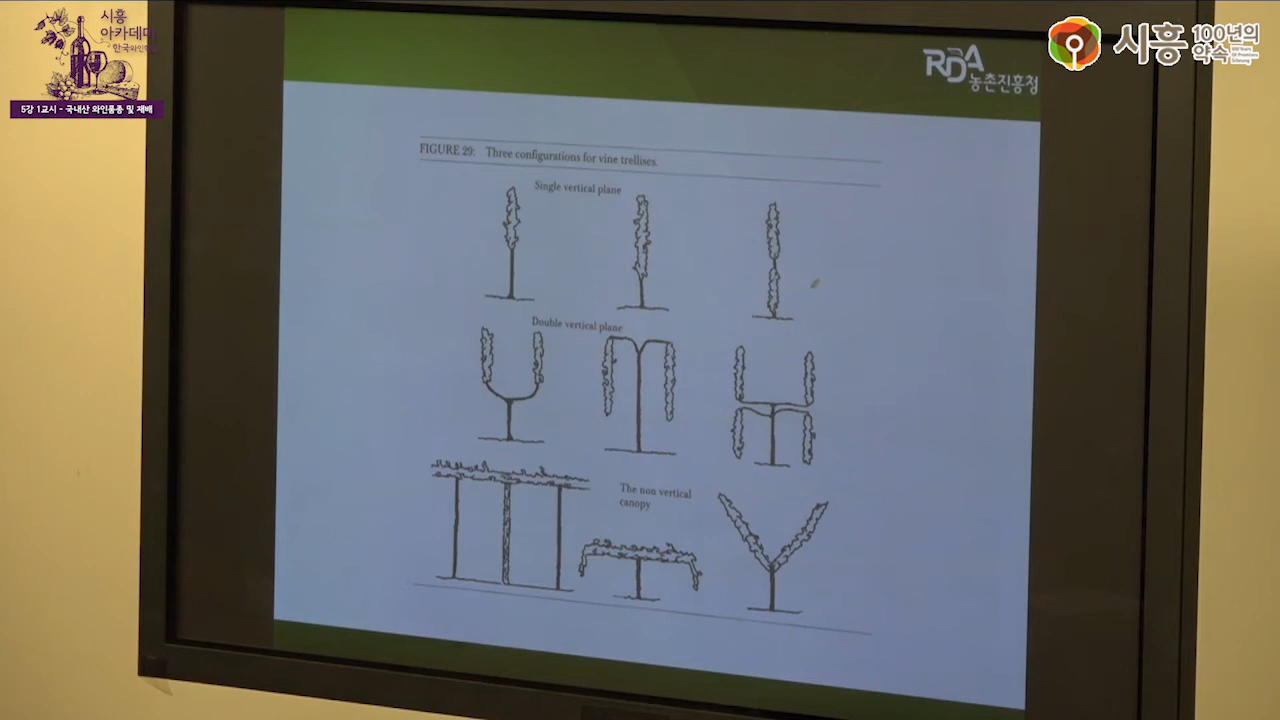 시흥
아카데미
한국와인
5강 1교시 - 국내산 와인품종 및 재배
시흥 100년의
약속
RDA
농촌진흥청
FIGURE 29: Three configurations for vine trellises.
Single vertical plane
Double vertical plane
The non vertical
canopy